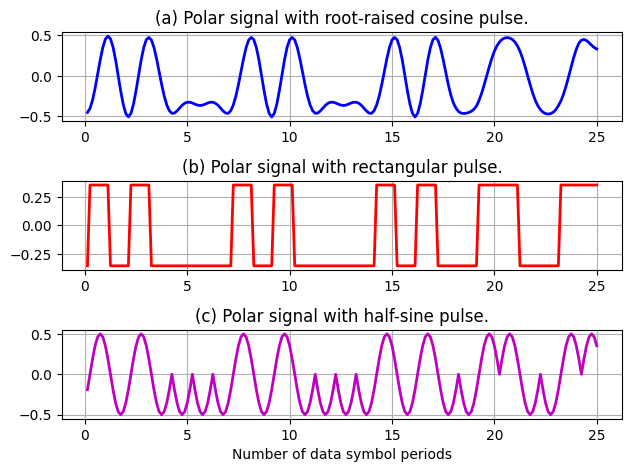 (a) Polar signal with root-raised cosine pulse.
0.5
0.0
−0.5
0 5 10 15 20 25
(b) Polar signal with rectangular pulse.
0.25
0.00
−0.25
0 5 10 15 20 25
(c) Polar signal with half-sine pulse.
0.5
0.0
−0.5
0 5 10 15 20 25
Number of data symbol periods